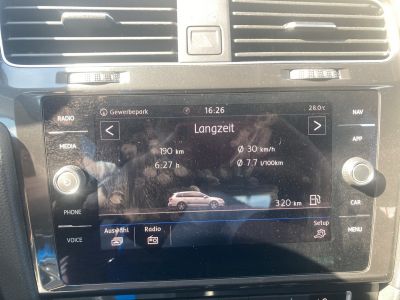 RADIO
MEDIA
PHONE
VOICE
Gewerbepark 16:26 28.0°C
< Langzeit >
190 km Ø 30 km/h
6:27 h Ø 7.7 l/100km
320 km
Auswahl Radio Setup
NAV
APP
CAR
MENU